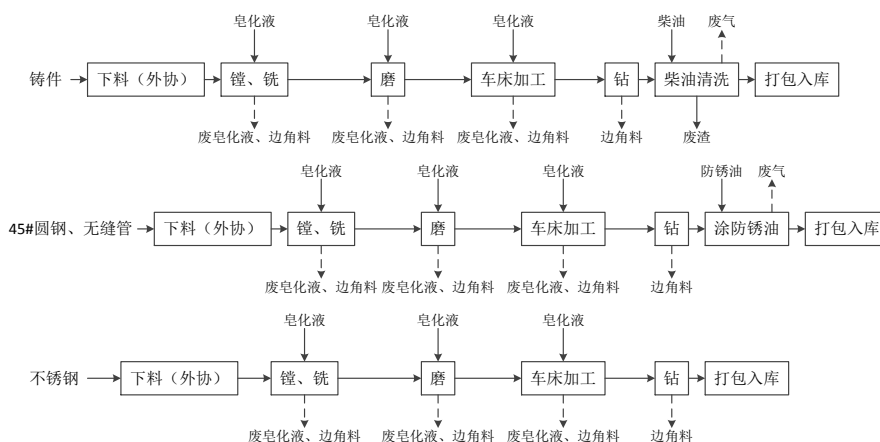 皂化液 皂化液 皂化液 柴油 废气
铸件 下料（外协） 镗、铣 磨 车床加工 钻 柴油清洗 打包入库
废皂化液、边角料 废皂化液、边角料 废皂化液、边角料 边角料 废渣
皂化液 皂化液 皂化液 防锈油 废气
45#圆钢、无缝管 下料（外协） 镗、铣 磨 车床加工 钻 涂防锈油 打包入库
废皂化液、边角料 废皂化液、边角料 废皂化液、边角料 边角料
皂化液 皂化液 皂化液
不锈钢 下料（外协） 镗、铣 磨 车床加工 钻 打包入库
废皂化液、边角料 废皂化液、边角料 废皂化液、边角料 边角料